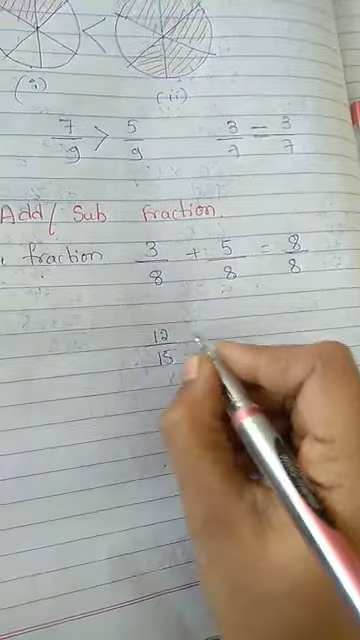 <
(i)
(ii)
7/9 > 5/9 3/7 = 3/7
Add / Sub Fraction.
fraction 3/8 + 5/8 = 8/8
12/15